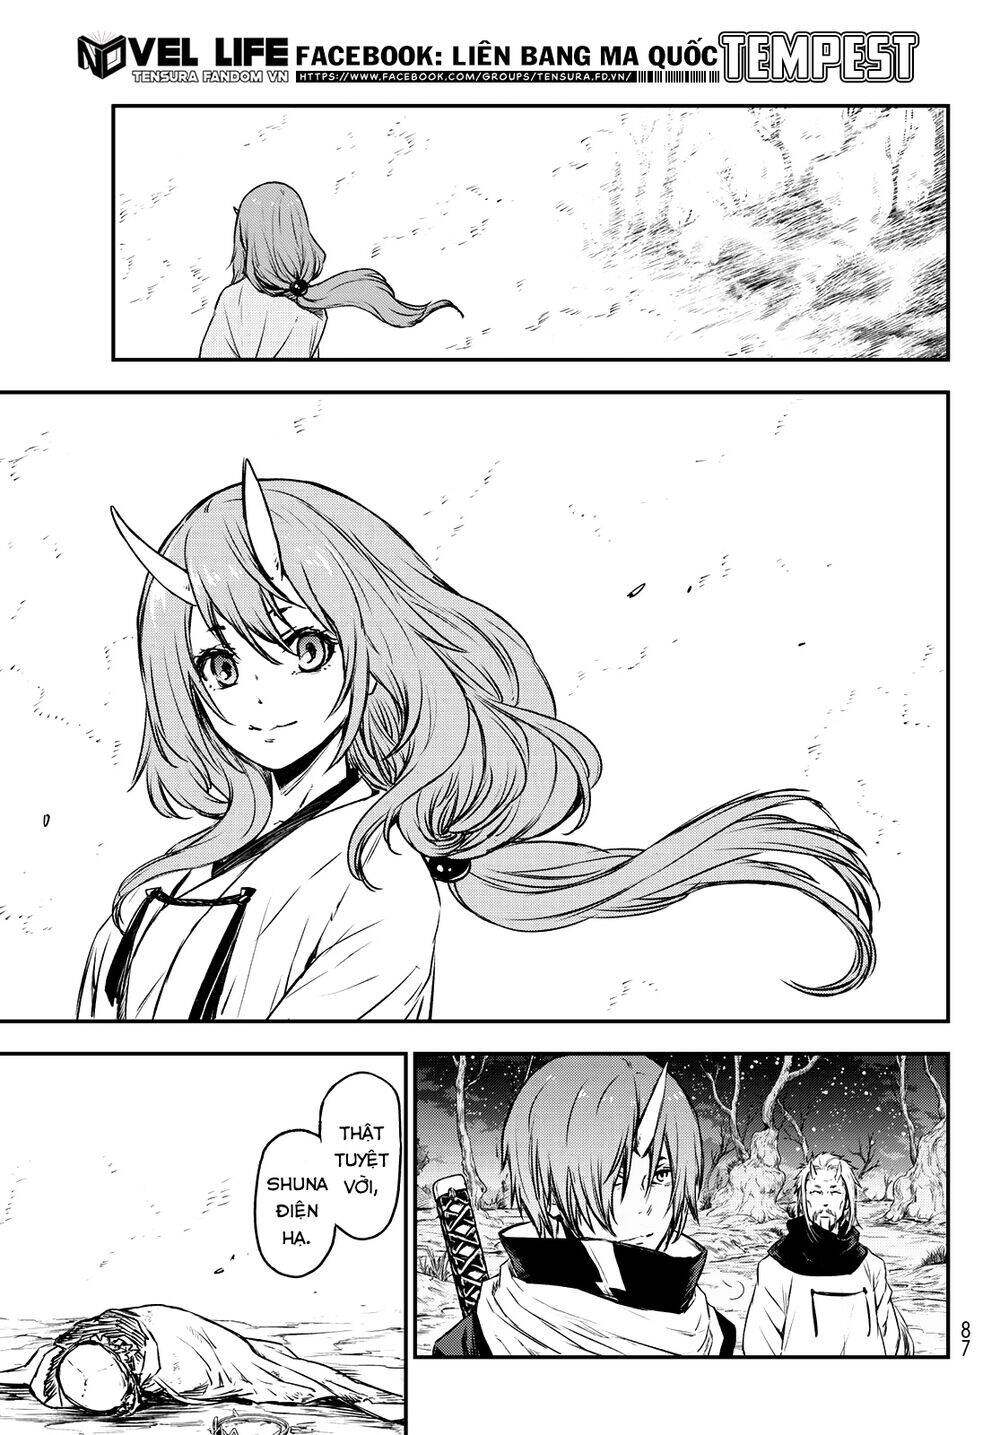 NOVEL LIFE
TENSURA FANDOM VN
FACEBOOK: LIÊN BANG MA QUỐC
HTTPS://WWW.FACEBOOK.COM/GROUPS/TENSURA.FD.VN/
TEMPEST
THẬT
TUYỆT
VỜI,
SHUNA
ĐIỆN
HẠ.
87